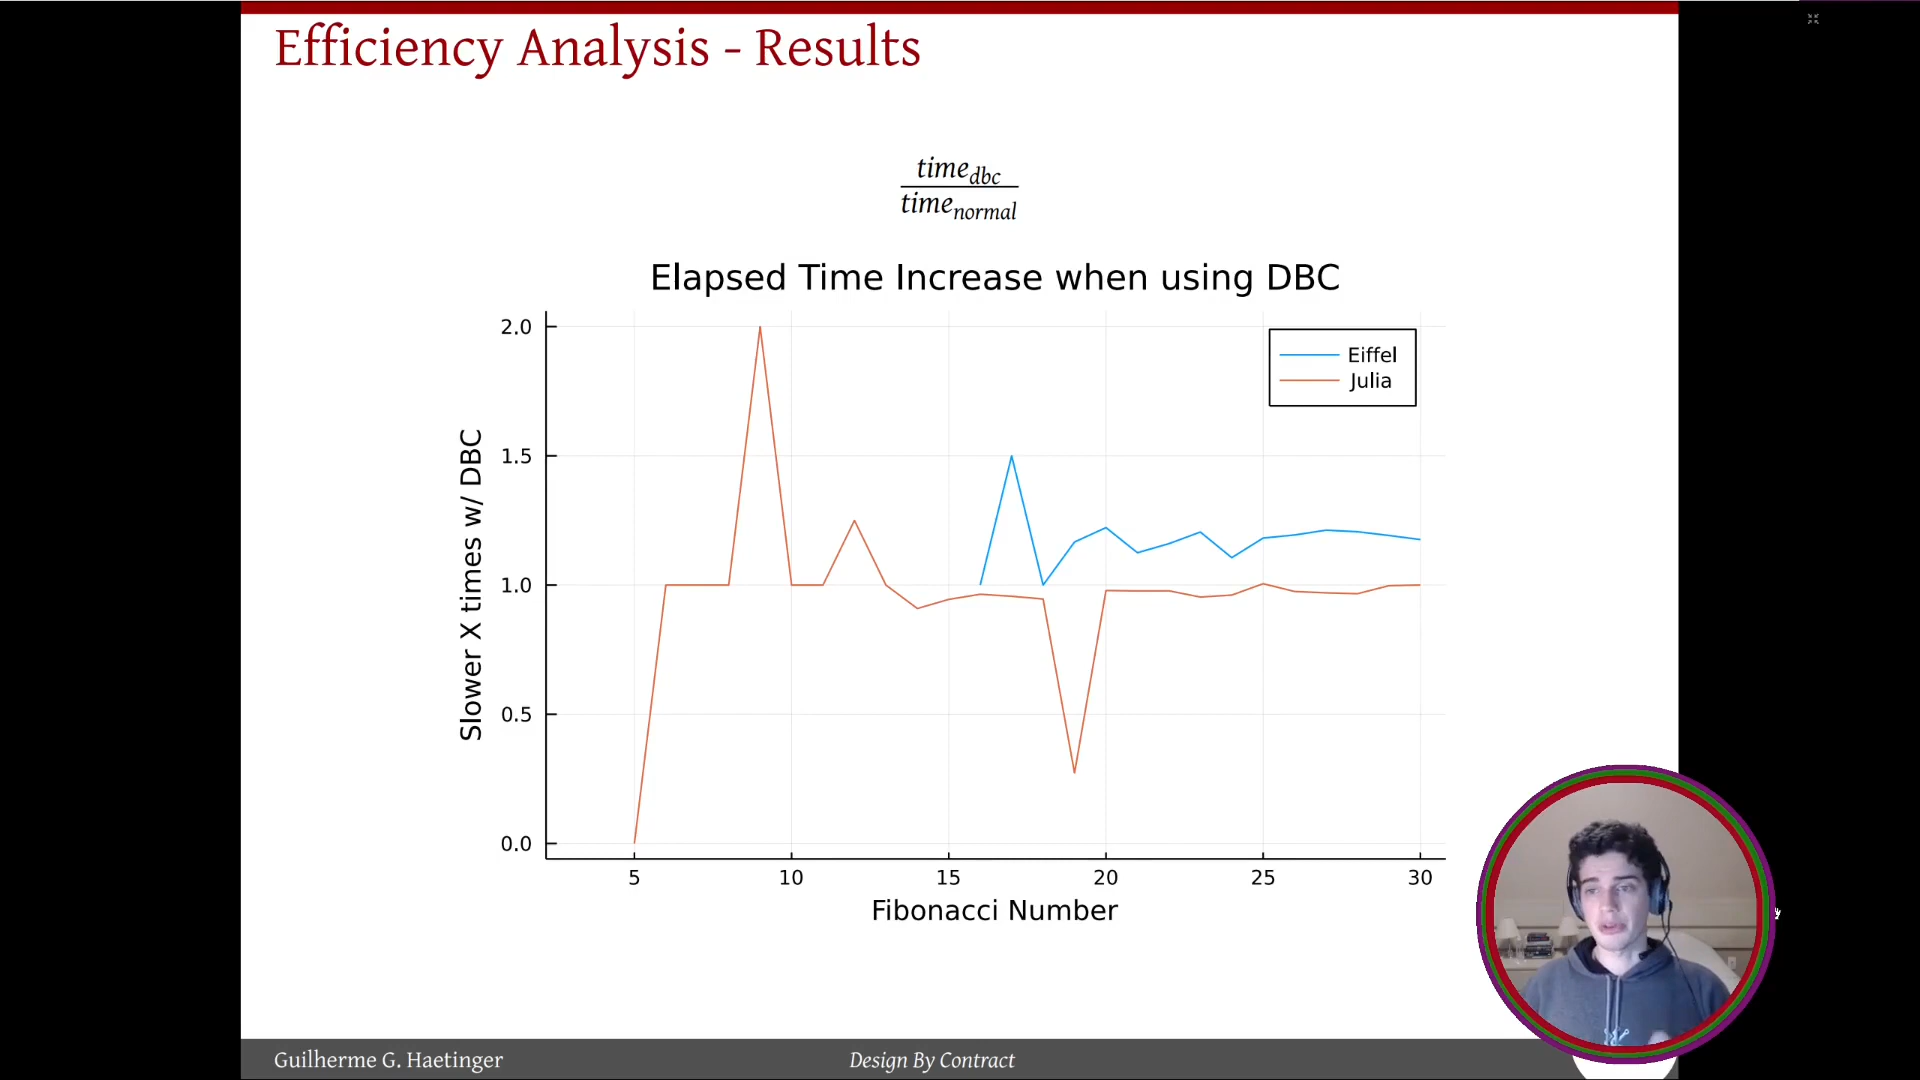 Efficiency Analysis - Results
time_dbc
time_normal
Elapsed Time Increase when using DBC
Slower X times w/ DBC
2.0
1.5
1.0
0.5
0.0
Eiffel
Julia
5 10 15 20 25 30
Fibonacci Number
Guilherme G. Haetinger Design By Contract